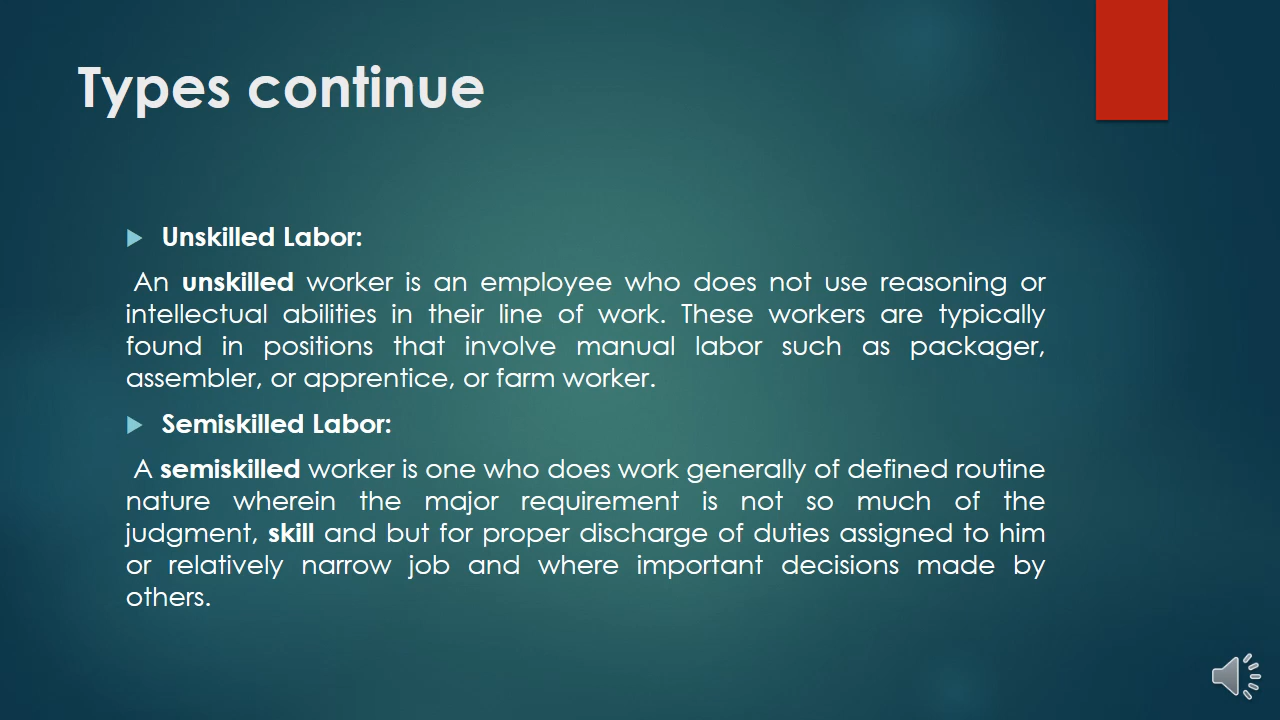 Types continue
Unskilled Labor:
An unskilled worker is an employee who does not use reasoning or
intellectual abilities in their line of work. These workers are typically
found in positions that involve manual labor such as packager,
assembler, or apprentice, or farm worker.
Semiskilled Labor:
A semiskilled worker is one who does work generally of defined routine
nature wherein the major requirement is not so much of the
judgment, skill and but for proper discharge of duties assigned to him
or relatively narrow job and where important decisions made by
others.